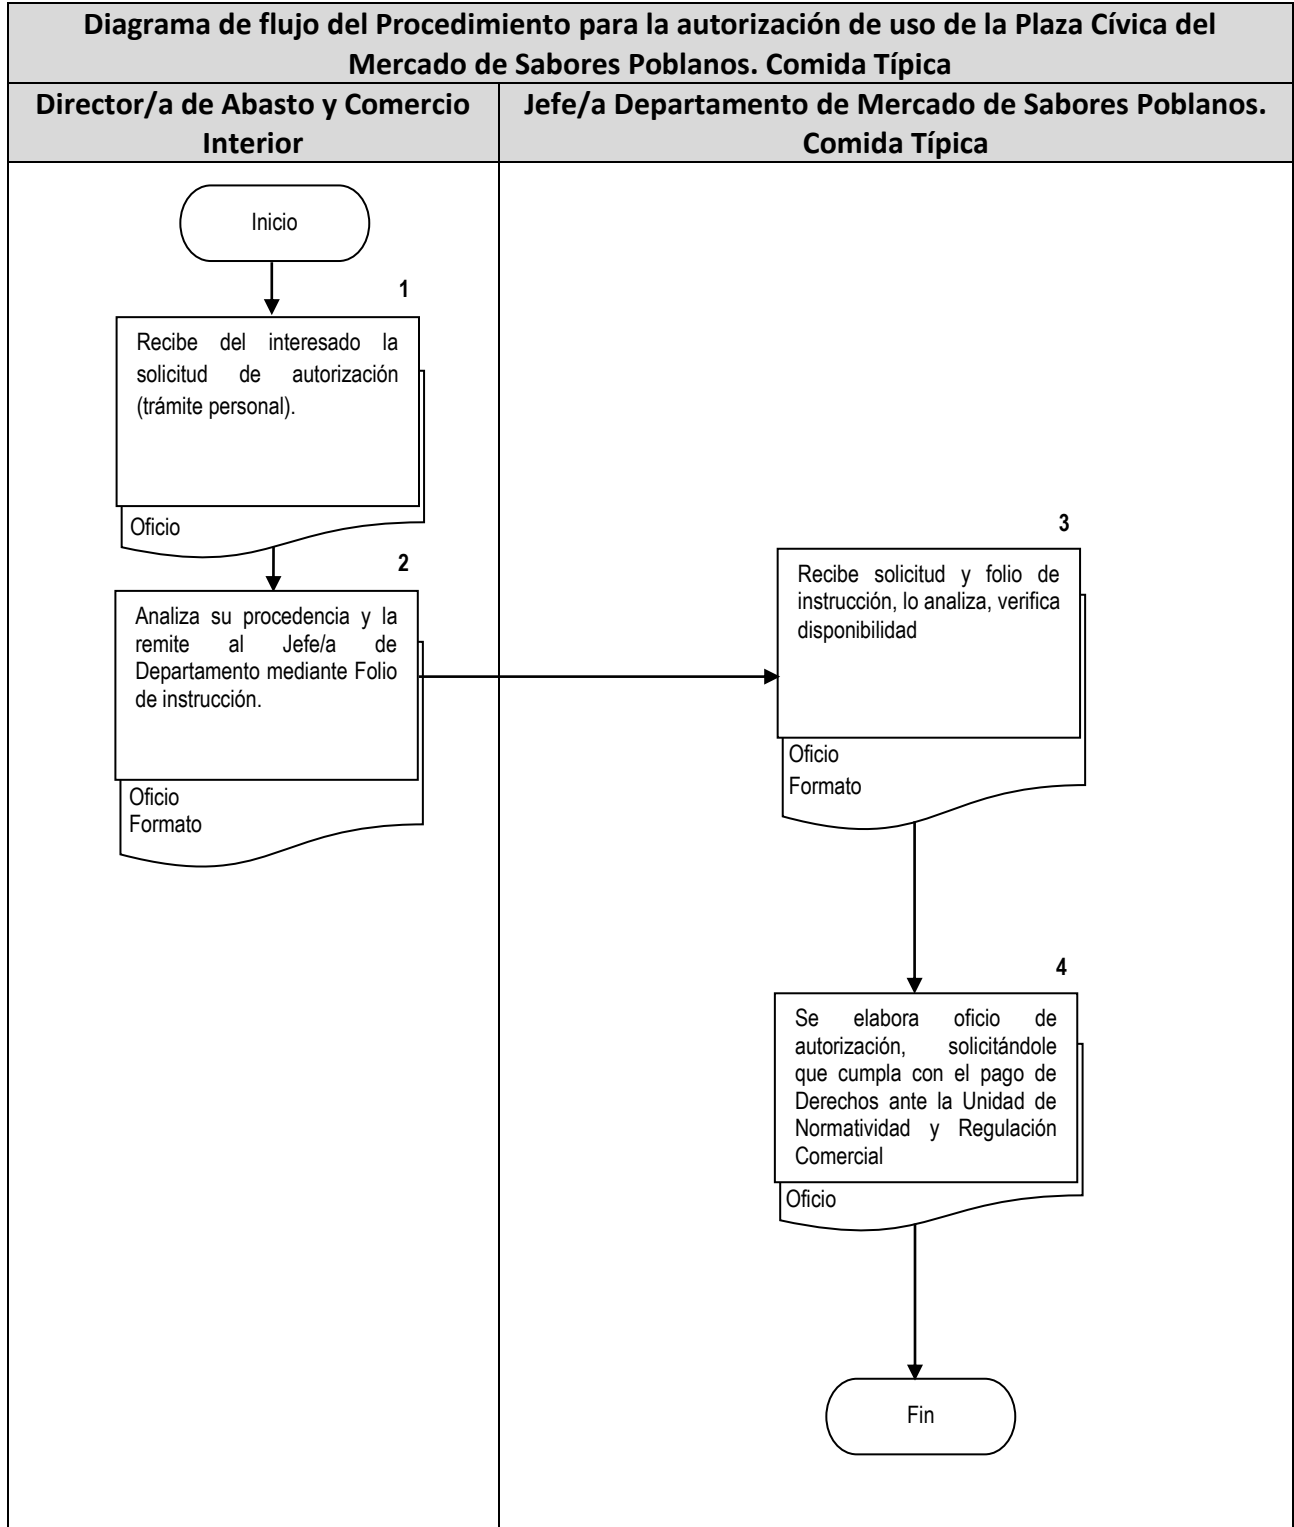 Diagrama de flujo del Procedimiento para la autorización de uso de la Plaza Cívica del
Mercado de Sabores Poblanos. Comida Típica
Director/a de Abasto y Comercio
Interior
Jefe/a Departamento de Mercado de Sabores Poblanos.
Comida Típica
Inicio
1
Recibe del interesado la
solicitud de autorización
(trámite personal).
Oficio
2
Analiza su procedencia y la
remite al Jefe/a de
Departamento mediante Folio
de instrucción.
Oficio
Formato
3
Recibe solicitud y folio de
instrucción, lo analiza, verifica
disponibilidad
Oficio
Formato
4
Se elabora oficio de
autorización, solicitándole
que cumpla con el pago de
Derechos ante la Unidad de
Normatividad y Regulación
Comercial
Oficio
Fin